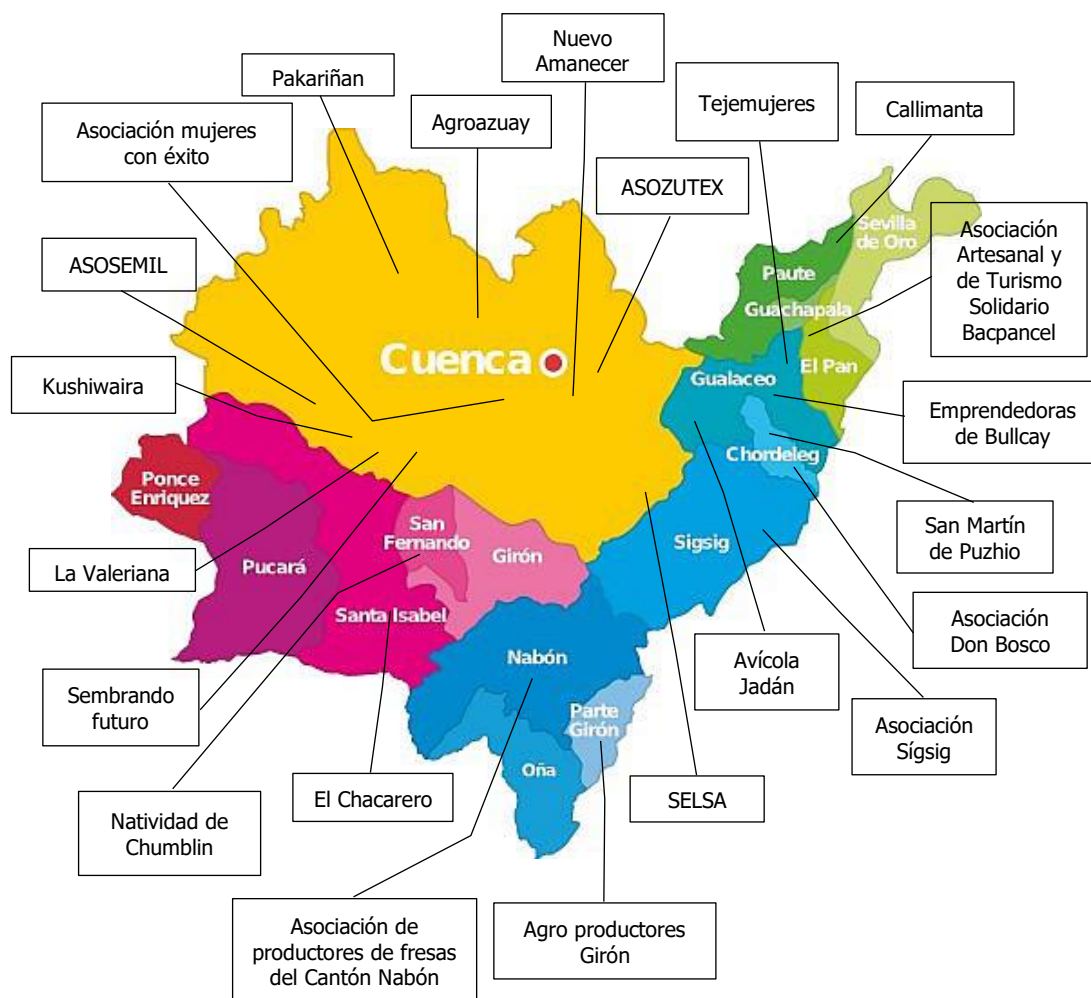 Nuevo
Amanecer
Pakariñan
Tejemujeres
Callimanta
Agroazuay
Asociación mujeres
con éxito
ASOZUTEX
Sevilla
de Oro
Asociación
Artesanal y
de Turismo
Solidario
Bacpancel
ASOSEMIL
Paute
Guachapala
Cuenca
El Pan
Gualaceo
Kushiwaira
Emprendedoras
de Bullcay
Chordeleg
Ponce
Enriquez
San
Fernando
Girón
Sigsig
San Martín
de Puzhio
La Valeriana
Pucará
Santa Isabel
Asociación
Don Bosco
Nabón
Avícola
Jadán
Sembrando
futuro
Parte
Girón
Asociación
Sígsig
Oña
El Chacarero
SELSA
Natividad de
Chumblin
Asociación de
productores de fresas
del Cantón Nabón
Agro productores
Girón